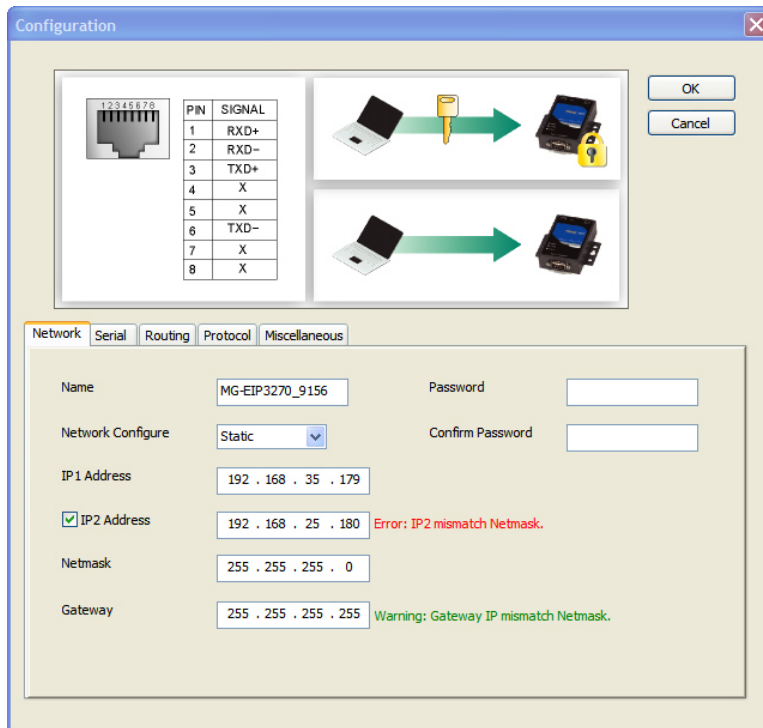 Configuration
12345678
PIN SIGNAL
1 RXD+
2 RXD-
3 TXD+
4 X
5 X
6 TXD-
7 X
8 X
OK
Cancel
Network Serial Routing Protocol Miscellaneous
Name MG-EIP3270_9156 Password
Network Configure Static Confirm Password
IP1 Address 192 . 168 . 35 . 179
IP2 Address 192 . 168 . 25 . 180 Error: IP2 mismatch Netmask.
Netmask 255 . 255 . 255 . 0
Gateway 255 . 255 . 255 . 255 Warning: Gateway IP mismatch Netmask.